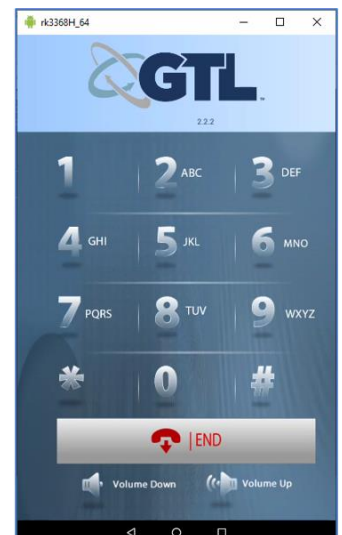 rk3368H_64
GTL
2.2.2
1 2 ABC 3 DEF
4 GHI 5 JKL 6 MNO
7 PQRS 8 TUV 9 WXYZ
* 0 #
| END
Volume Down Volume Up